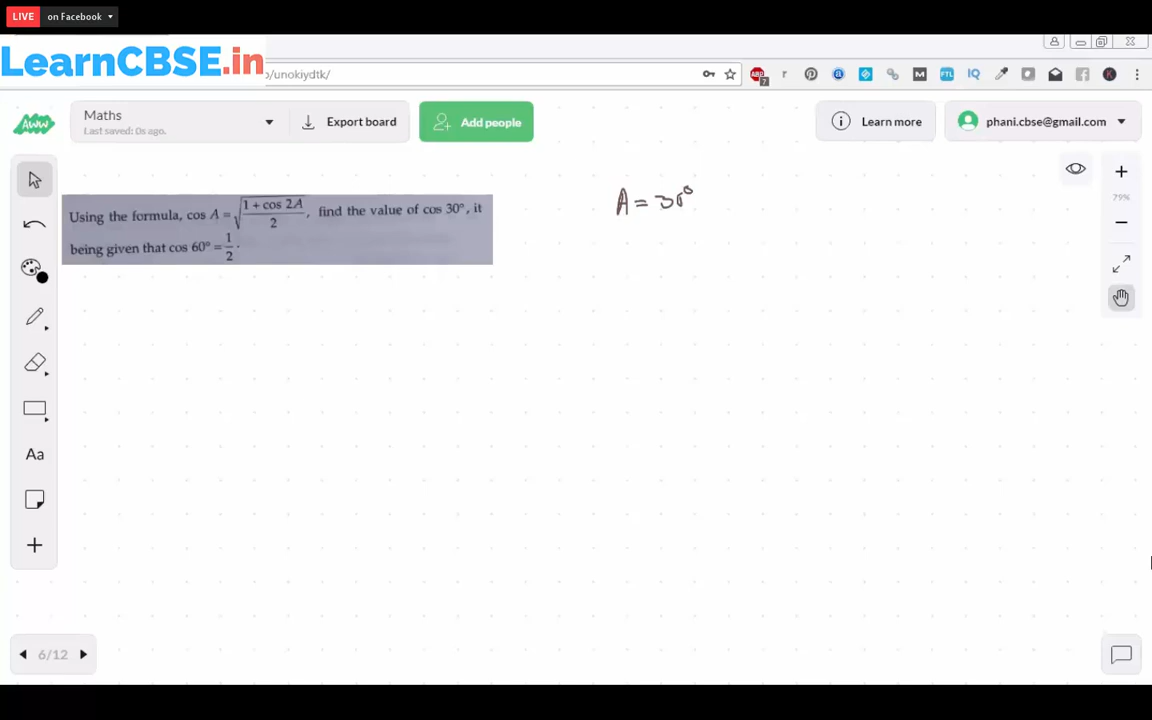 LIVE on Facebook
LearnCBSE.in
/unokiydtk/
7
Maths
Last saved: 0s ago.
Export board
Add people
Learn more
phani.cbse@gmail.com
Using the formula, cos A = √((1 + cos 2A)/2), find the value of cos 30°, it
being given that cos 60° = 1/2.
A = 30°
79%
Aa
6/12